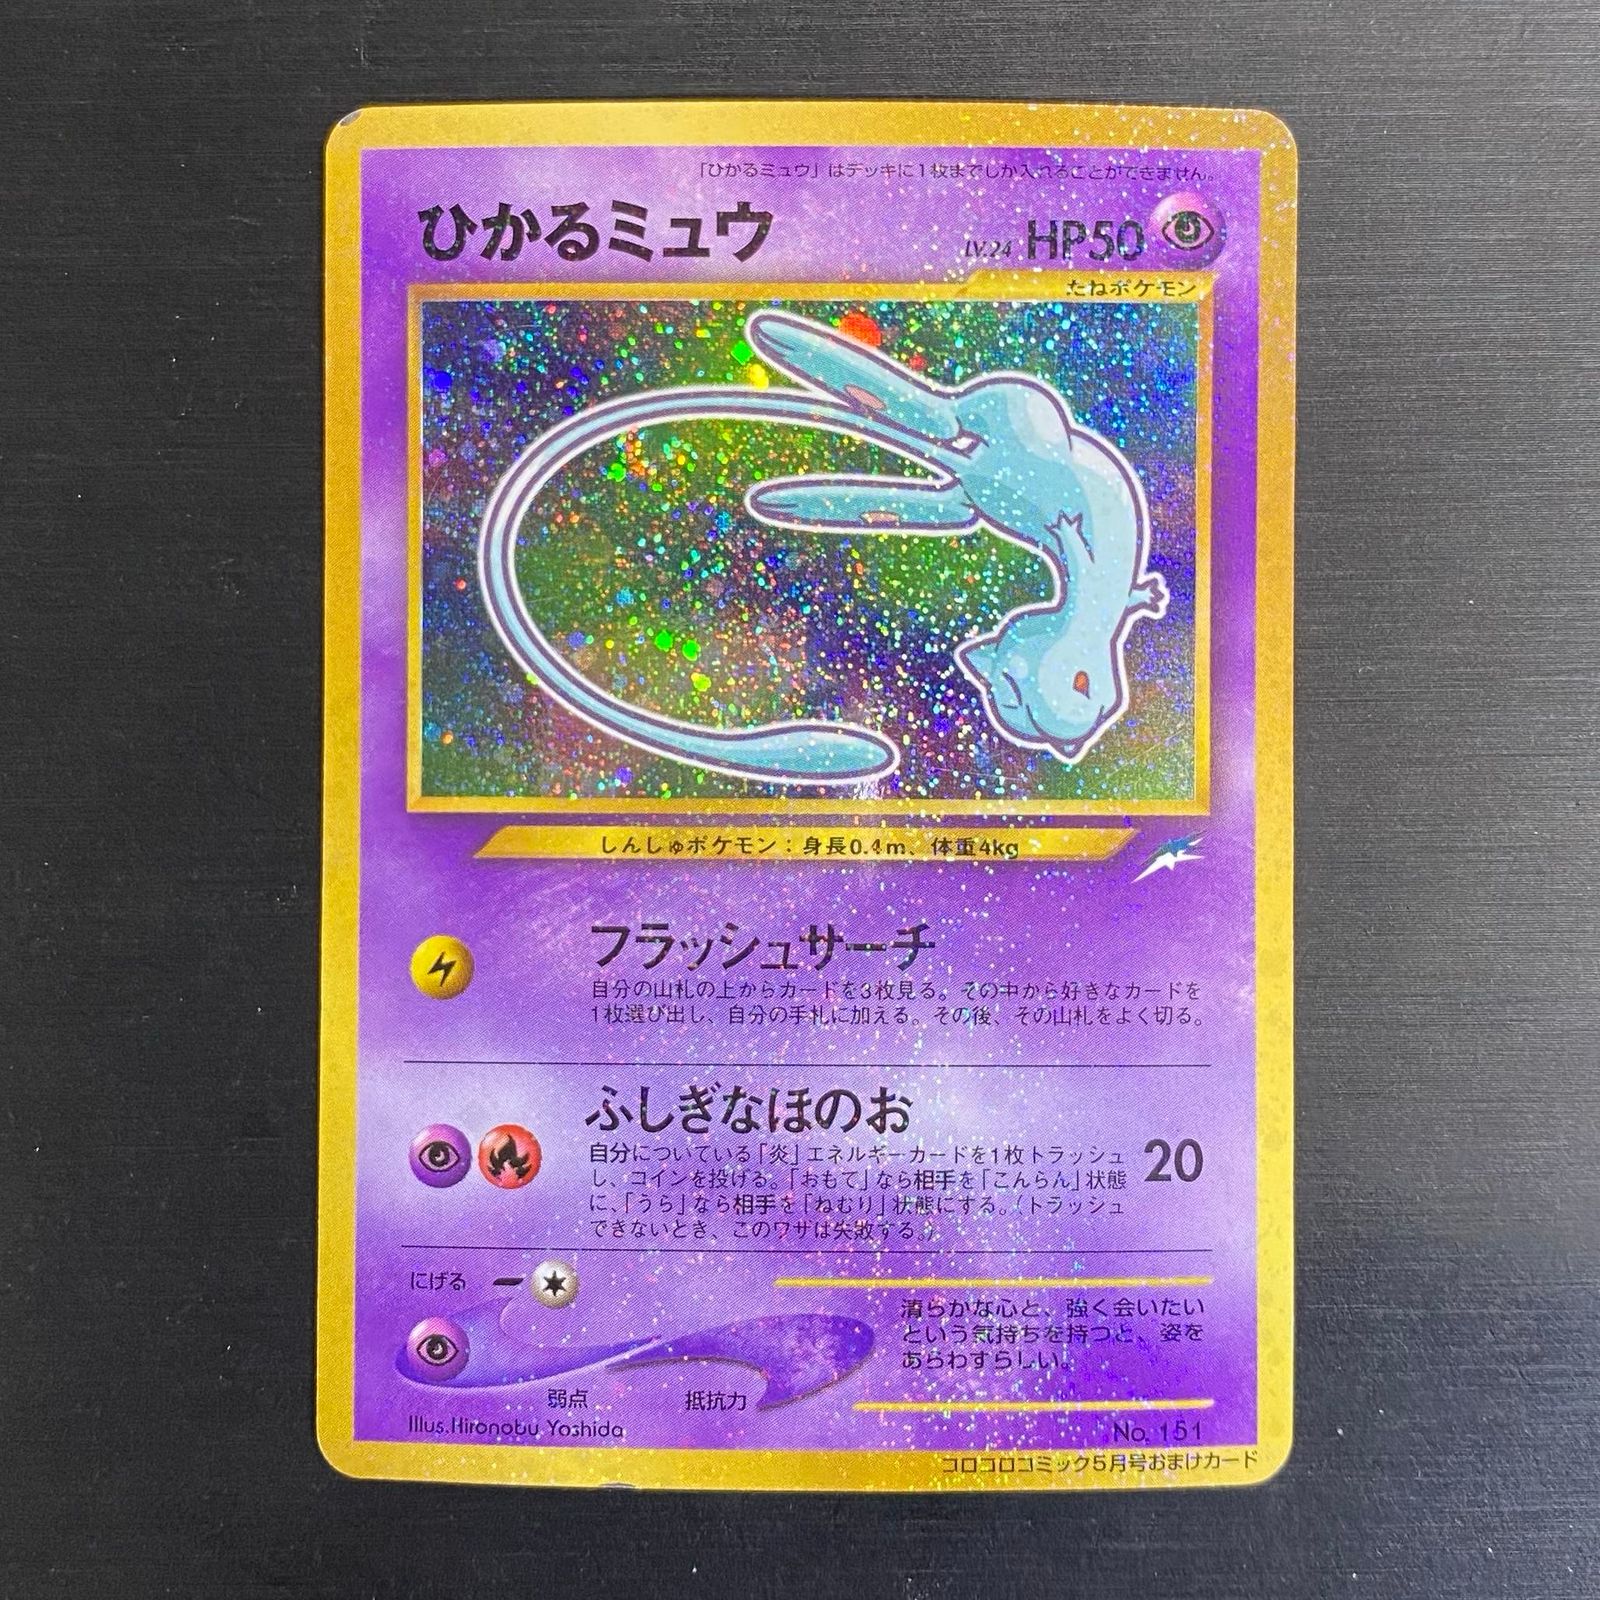 「ひかるミュウ」はデッキに1枚までしか入れることができません。
ひかるミュウ LV.24 HP50
たねポケモン
しんしゅポケモン：身長0.4m、体重4kg
フラッシュサーチ
自分の山札の上からカードを3枚見る。その中から好きなカードを
1枚選び出し、自分の手札に加える。その後、その山札をよく切る。
ふしぎなほのお
自分についている「炎」エネルギーカードを1枚トラッシュ
し、コインを投げる。「おもて」なら相手を「こんらん」状態
に、「うら」なら相手を「ねむり」状態にする。（トラッシュ
できないとき、このワザは失敗する。）
20
にげる
弱点 抵抗力
清らかな心と、強く会いたい
という気持ちを持つと、姿を
あらわすらしい。
Illus.Hironobu Yoshida
No. 151
コロコロコミック5月号おまけカード